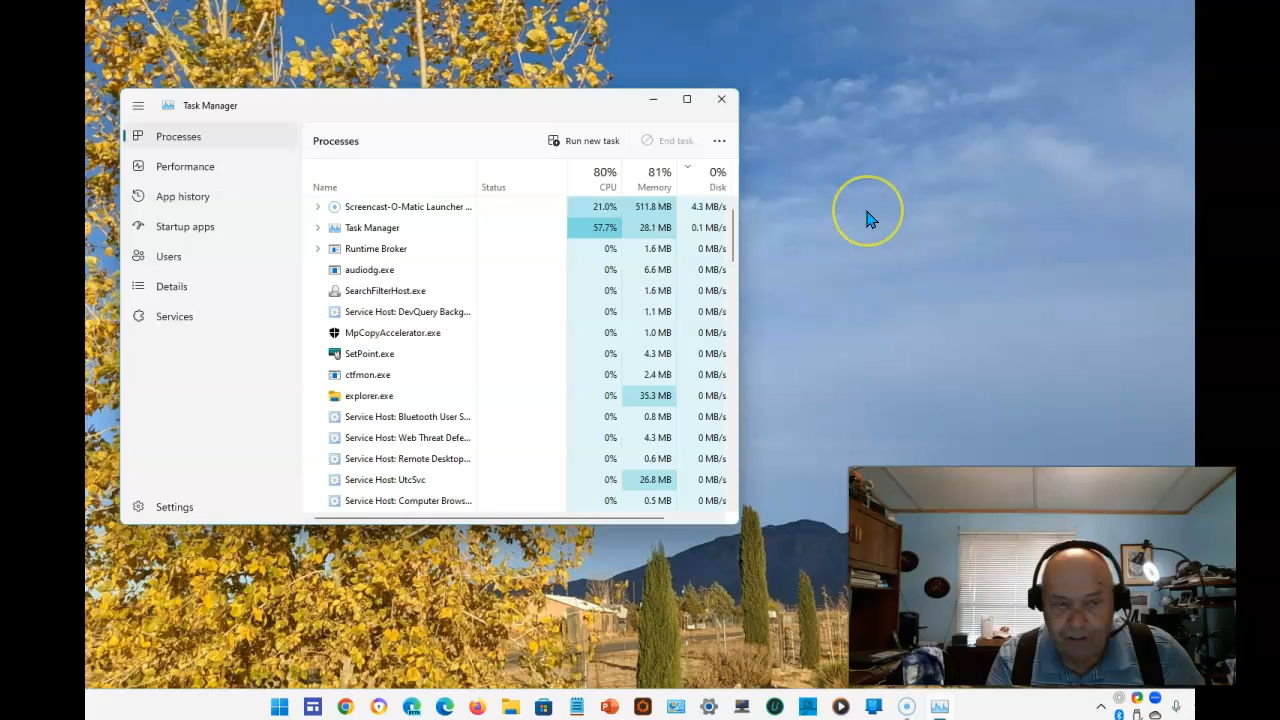 Task Manager
Processes
Performance
App history
Startup apps
Users
Details
Services
Settings
Processes
Run new task
End task
80% 81% 0%
Name Status CPU Memory Disk
Screencast-O-Matic Launcher ... 21.0% 511.8 MB 4.3 MB/s
Task Manager 57.7% 28.1 MB 0.1 MB/s
Runtime Broker 0% 1.6 MB 0 MB/s
audiodg.exe 0% 6.6 MB 0 MB/s
SearchFilterHost.exe 0% 1.6 MB 0 MB/s
Service Host: DevQuery Backg... 0% 1.1 MB 0 MB/s
MpCopyAccelerator.exe 0% 1.0 MB 0 MB/s
SetPoint.exe 0% 4.3 MB 0 MB/s
ctfmon.exe 0% 2.4 MB 0 MB/s
explorer.exe 0% 35.3 MB 0 MB/s
Service Host: Bluetooth User S... 0% 0.8 MB 0 MB/s
Service Host: Web Threat Defe... 0% 4.3 MB 0 MB/s
Service Host: Remote Desktop... 0% 0.6 MB 0 MB/s
Service Host: UtcSvc 0% 26.8 MB 0 MB/s
Service Host: Computer Brows... 0% 0.5 MB 0 MB/s